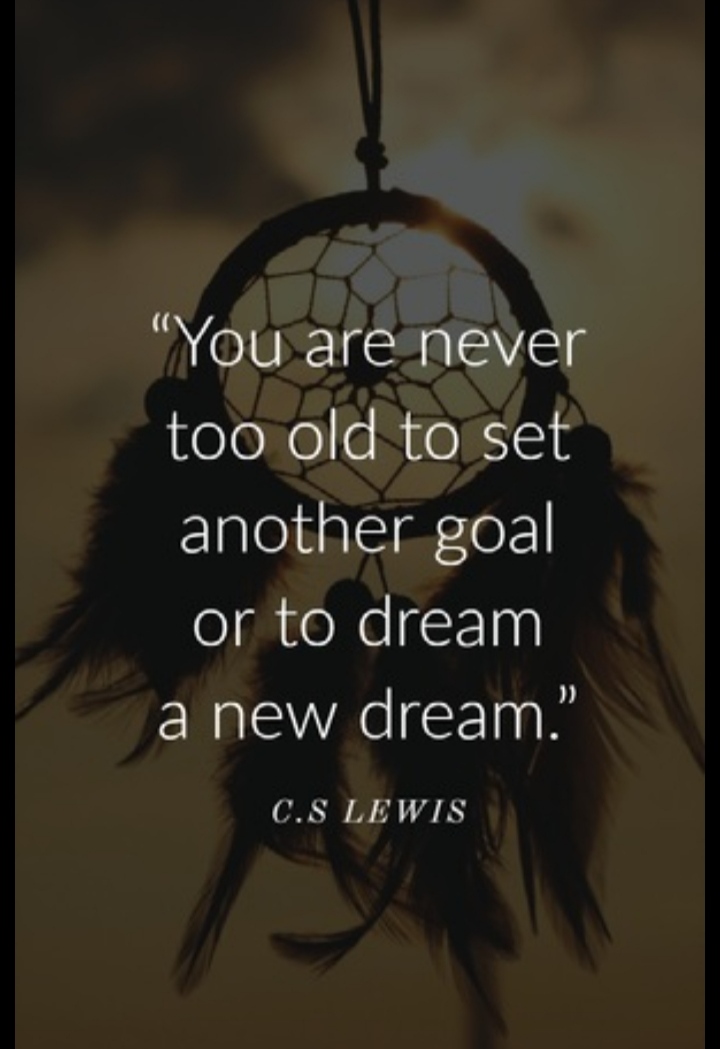 “You are never
too old to set
another goal
or to dream
a new dream.”
C.S LEWIS